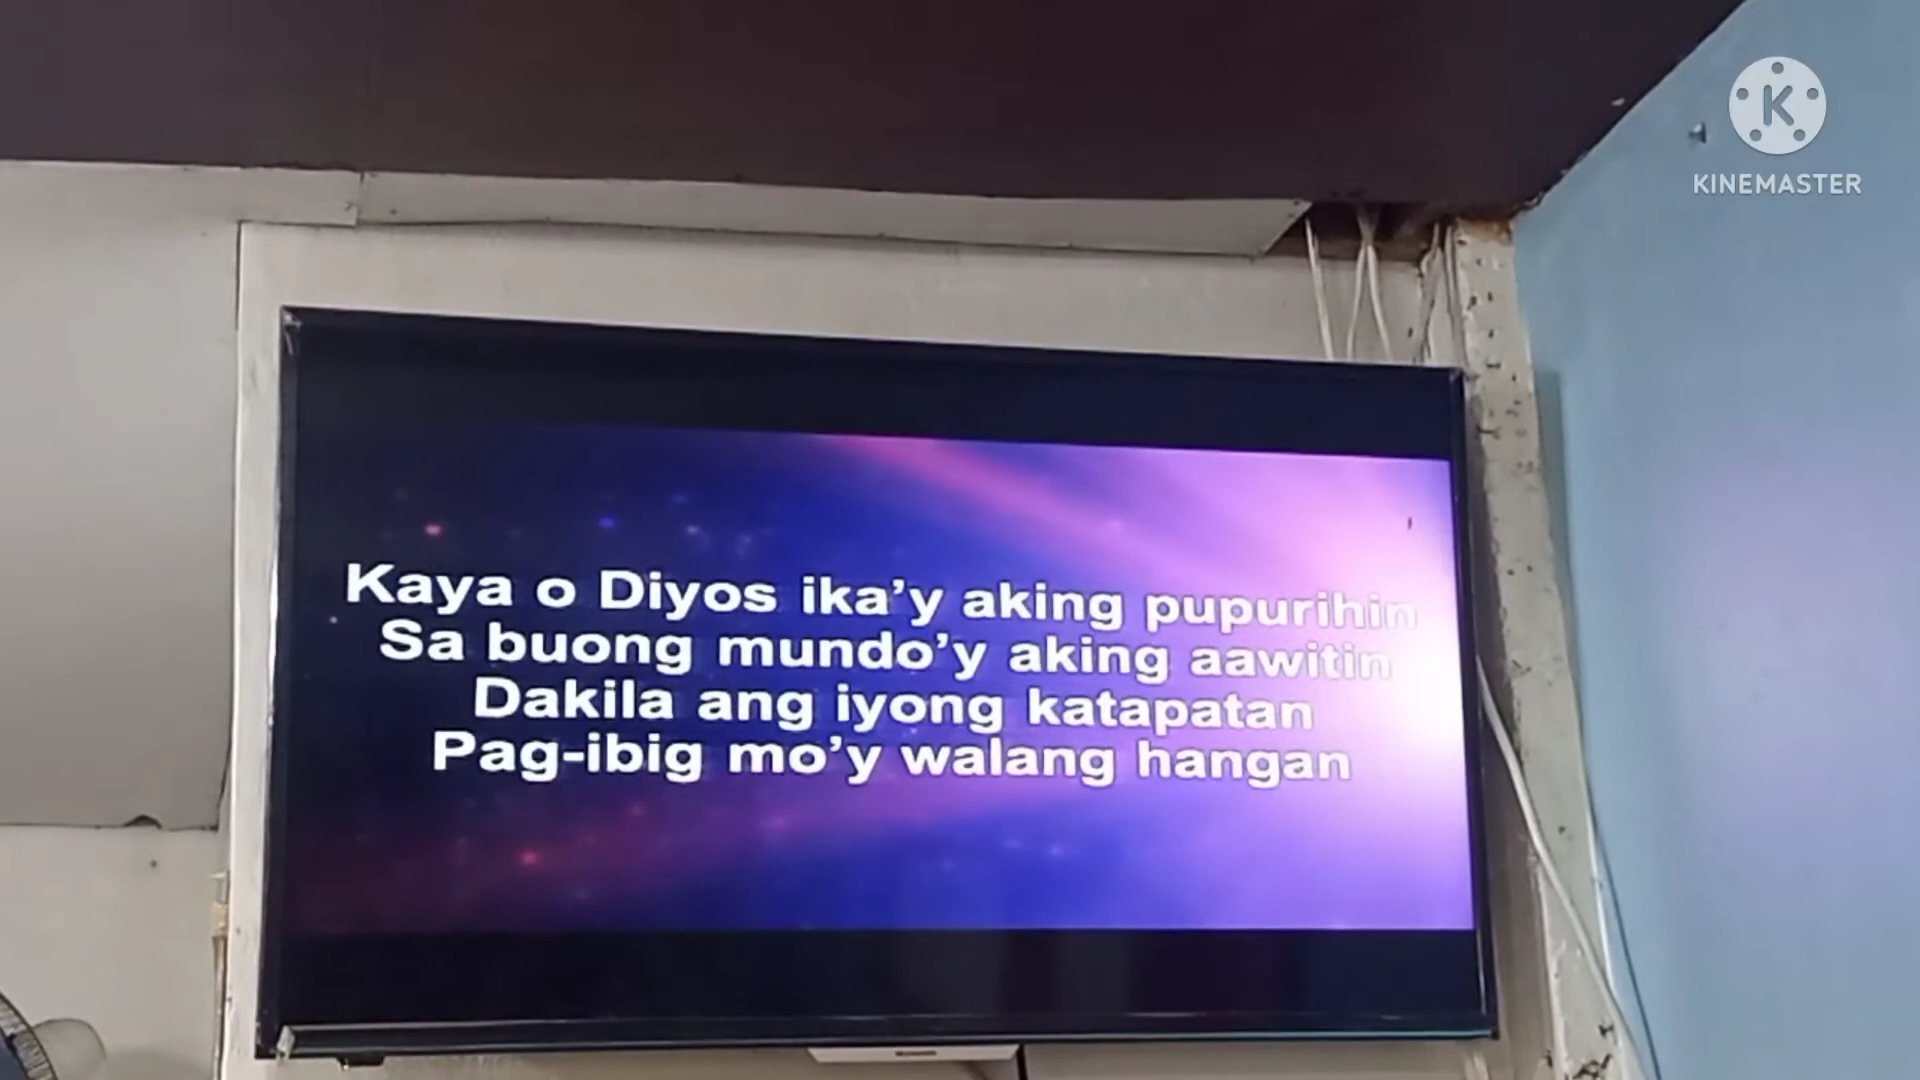 K
KINEMASTER
Kaya o Diyos ika'y aking pupurihin
Sa buong mundo'y aking aawitin
Dakila ang iyong katapatan
Pag-ibig mo'y walang hangan